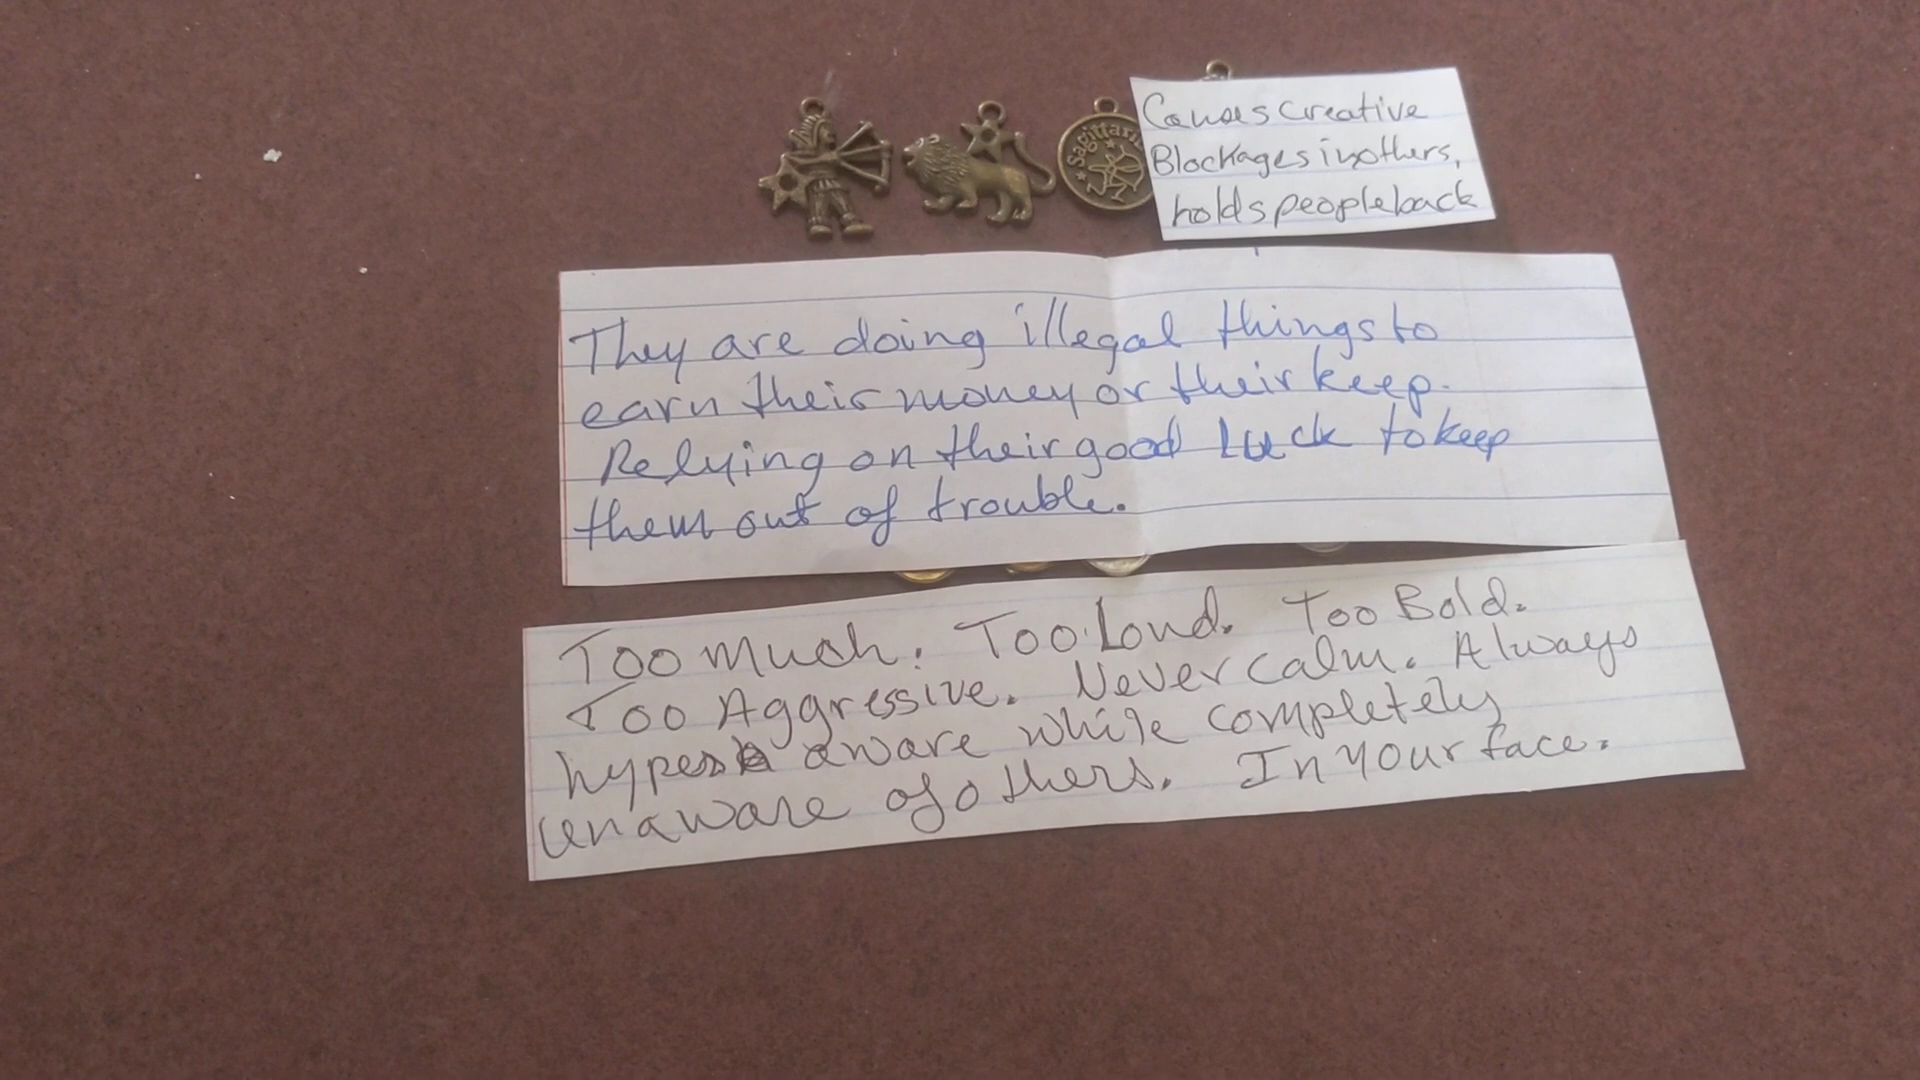 Sagittari
Causes creative
Blockages in others,
holds people back
They are doing illegal things to
earn their money or their keep.
Relying on their good luck to keep
them out of trouble.
Too Much. Too Loud. Too Bold.
Too Aggressive. Never calm. Always
hyper aware while completely
unaware of others. In your face.